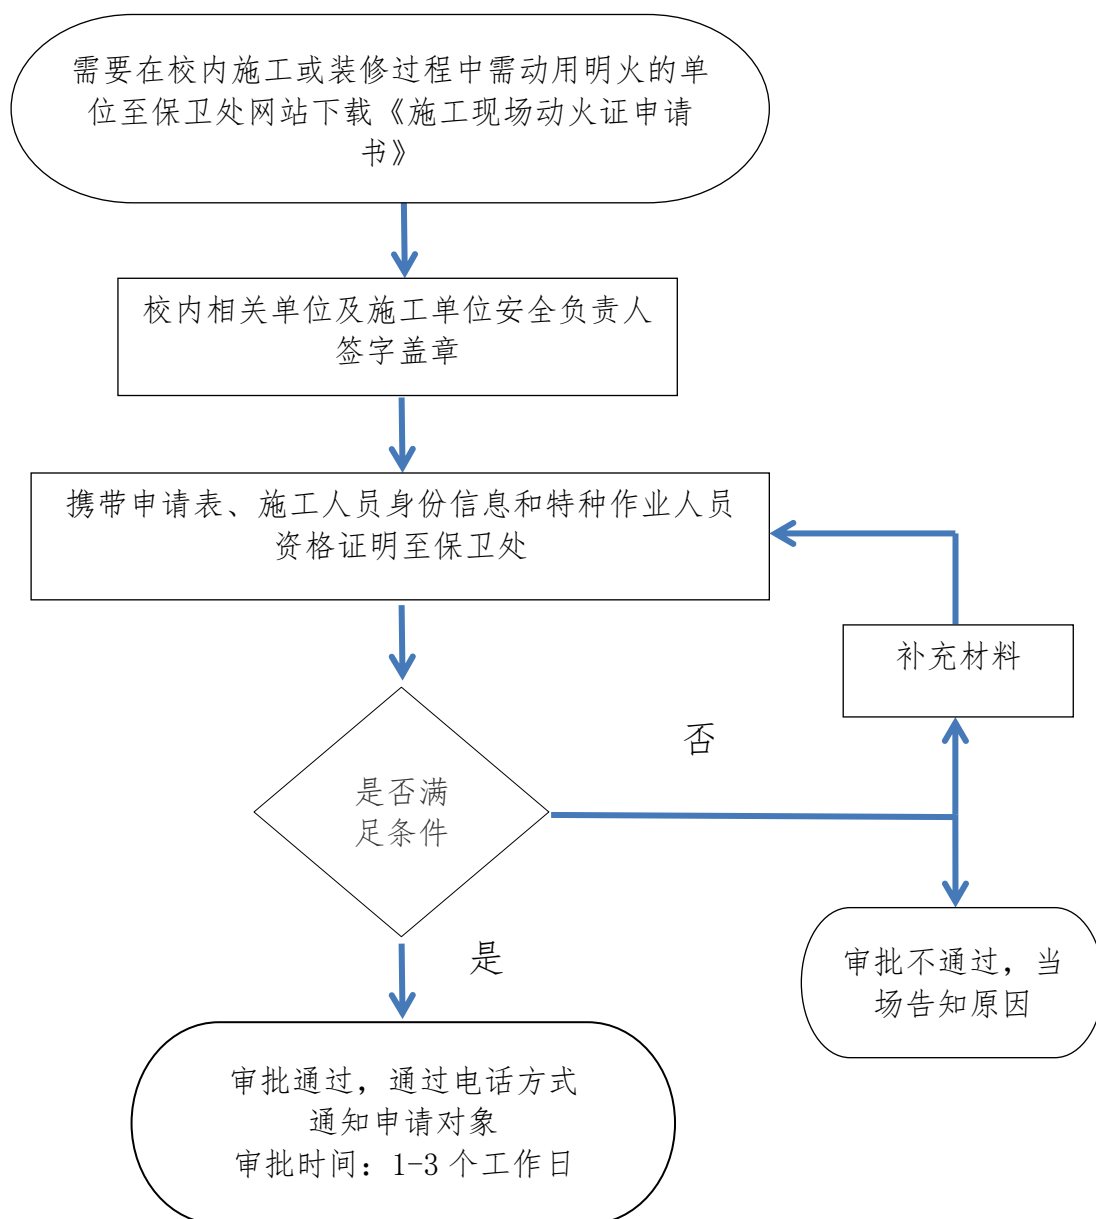 需要在校内施工或装修过程中需动用明火的单
位至保卫处网站下载《施工现场动火证申请
书》
校内相关单位及施工单位安全负责人
签字盖章
携带申请表、施工人员身份信息和特种作业人员
资格证明至保卫处
补充材料
否
是否满
足条件
是
审批不通过，当
场告知原因
审批通过，通过电话方式
通知申请对象
审批时间：1-3 个工作日